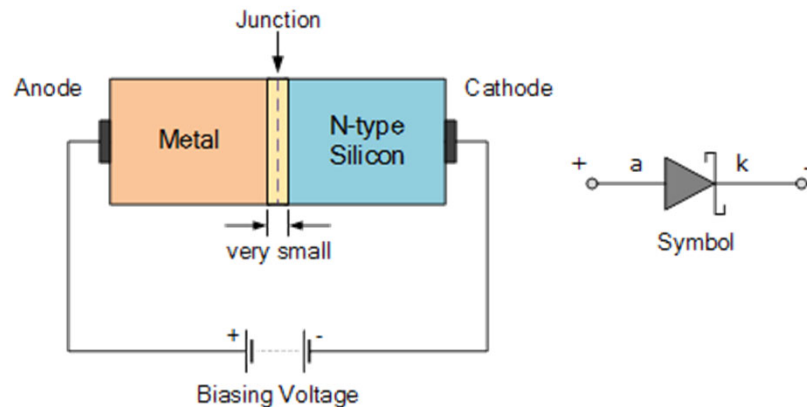 Junction
Anode
Cathode
Metal
N-type
Silicon
very small
+ -
Biasing Voltage
+ a k -
Symbol